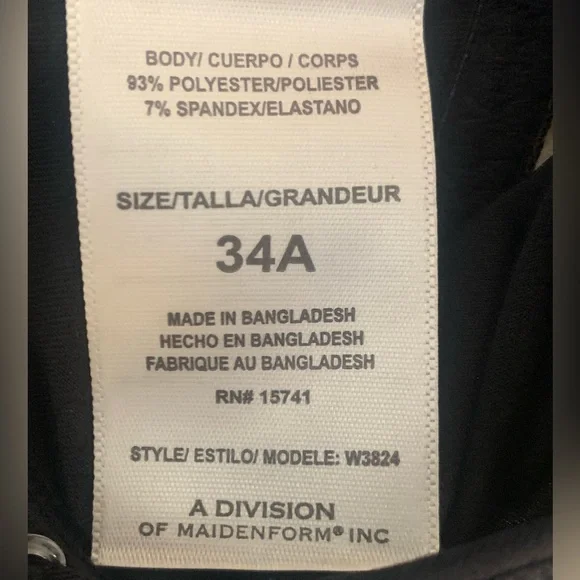 BODY/ CUERPO / CORPS
93% POLYESTER/POLIESTER
7% SPANDEX/ELASTANO
SIZE/TALLA/GRANDEUR
34A
MADE IN BANGLADESH
HECHO EN BANGLADESH
FABRIQUE AU BANGLADESH
RN# 15741
STYLE/ ESTILO/ MODELE: W3824
A DIVISION
OF MAIDENFORM® INC